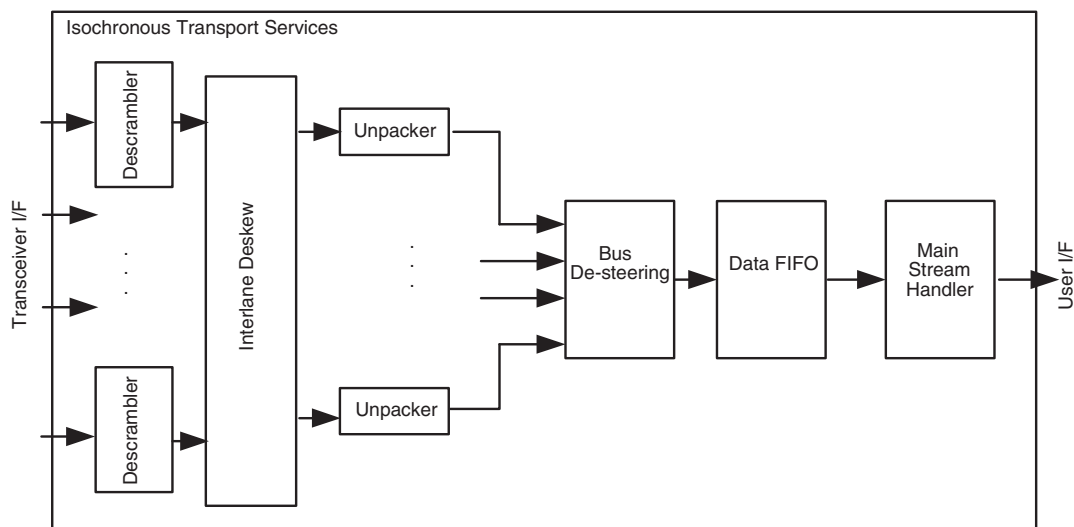 Isochronous Transport Services
Transceiver I/F
Descrambler
Descrambler
Interlane Deskew
Unpacker
Unpacker
Bus
De-steering
Data FIFO
Main
Stream
Handler
User I/F